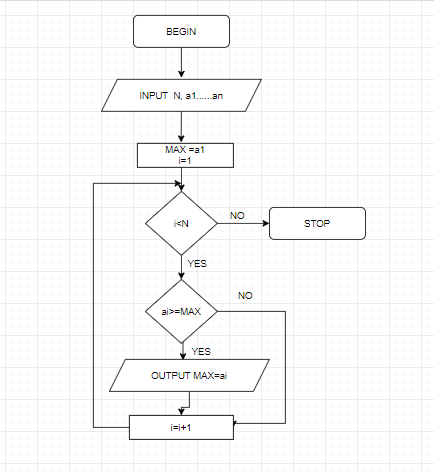 BEGIN
INPUT N, a1......an
MAX =a1
i=1
i<N
NO
STOP
YES
ai>=MAX
NO
YES
OUTPUT MAX=ai
i=i+1